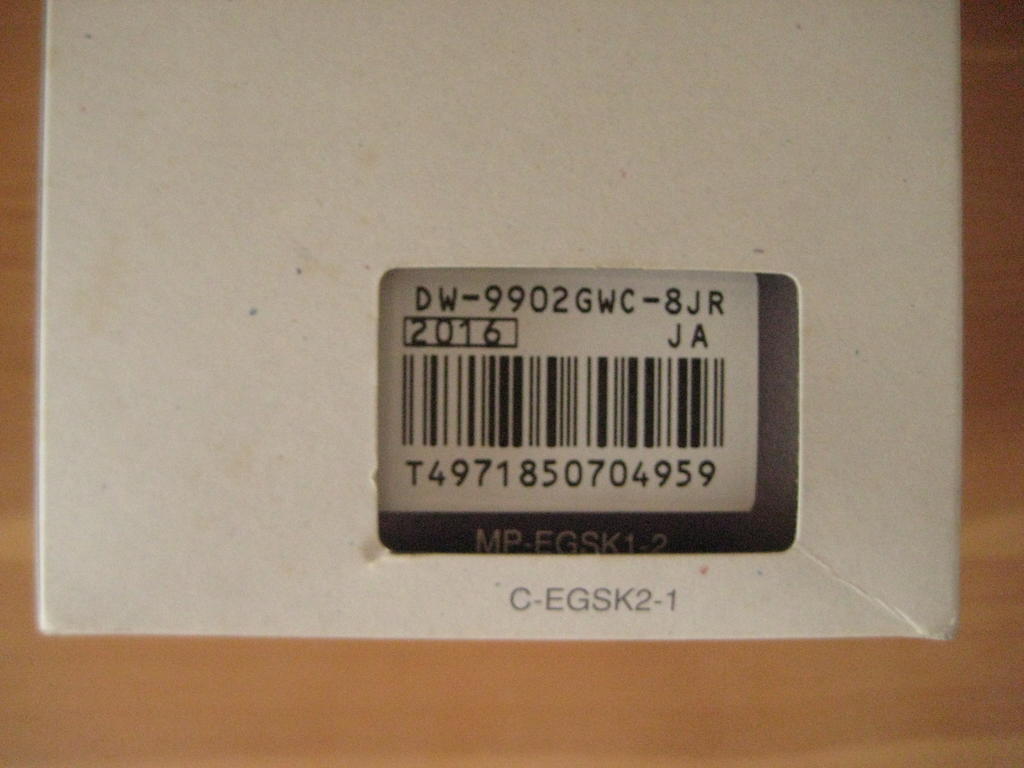 DW-9902GWC-8JR
2016 JA
T4971850704959
MP-EGSK1-2
C-EGSK2-1